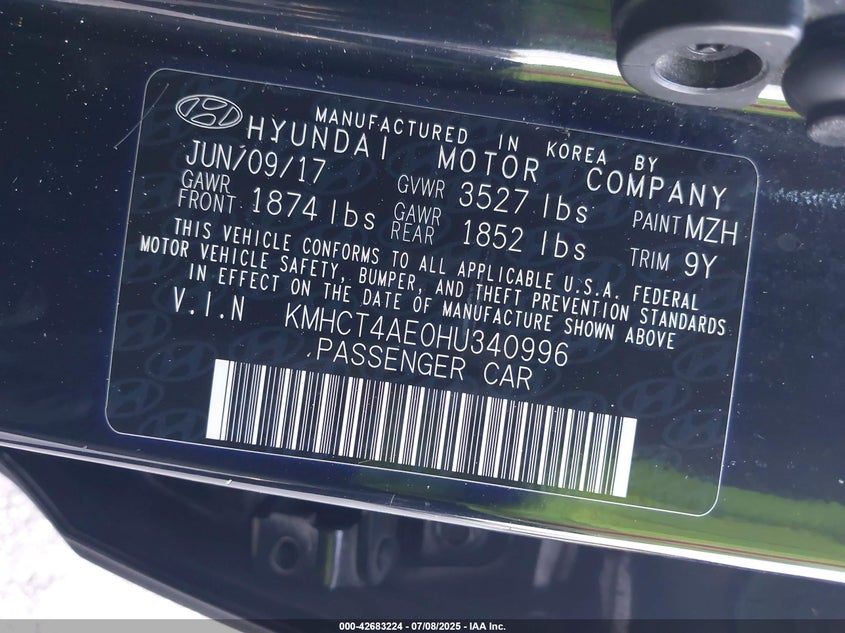 MANUFACTURED IN KOREA BY
HYUNDAI MOTOR COMPANY
JUN/09/17 GVWR 3527 lbs PAINT MZH
GAWR FRONT 1874 lbs GAWR REAR 1852 lbs TRIM 9Y
THIS VEHICLE CONFORMS TO ALL APPLICABLE U.S.A. FEDERAL
MOTOR VEHICLE SAFETY, BUMPER, AND THEFT PREVENTION STANDARDS
IN EFFECT ON THE DATE OF MANUFACTURE SHOWN ABOVE
V.I.N KMHCT4AE0HU340996
PASSENGER CAR
000-42683224 - 07/08/2025 - IAA Inc.